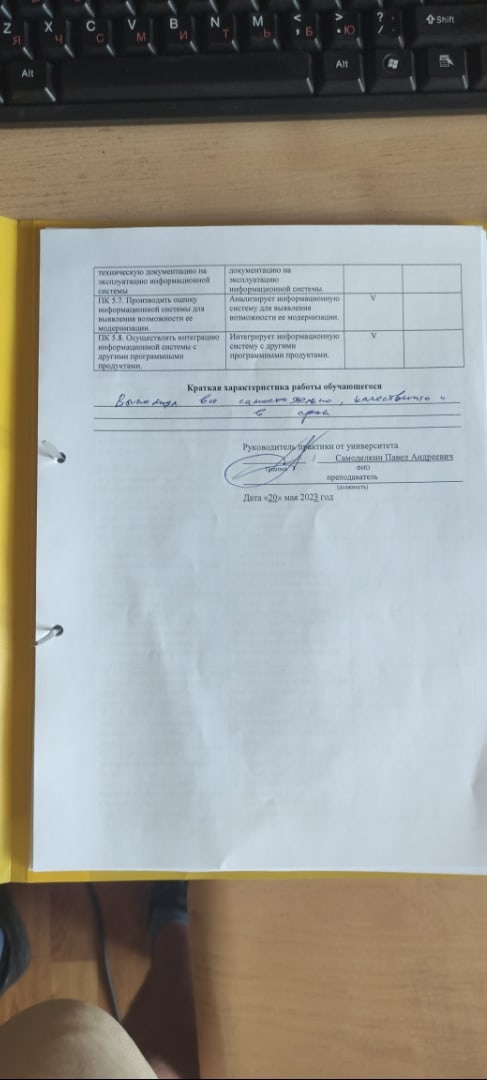 Z Я X Ч C С V М B И N Т M Ь < , Б > . Ю ? / . Shift
Alt Alt
техническую документацию на эксплуатацию информационной системы
документацию на эксплуатацию информационной системы.
ПК 5.7. Производить оценку информационной системы для выявления возможности ее модернизации.
Анализирует информационную систему для выявления возможности ее модернизации.
V
ПК 5.8. Осуществлять интеграцию информационной системы с другими программными продуктами.
Интегрирует информационную систему с другими программными продуктами.
V
Краткая характеристика работы обучающегося
Выполнил все самостоятельно, качественно и
в срок
Руководитель практики от университета
/ Самоделкин Павел Андреевич
ФИО
преподаватель
(должность)
Дата «20» мая 2023 год